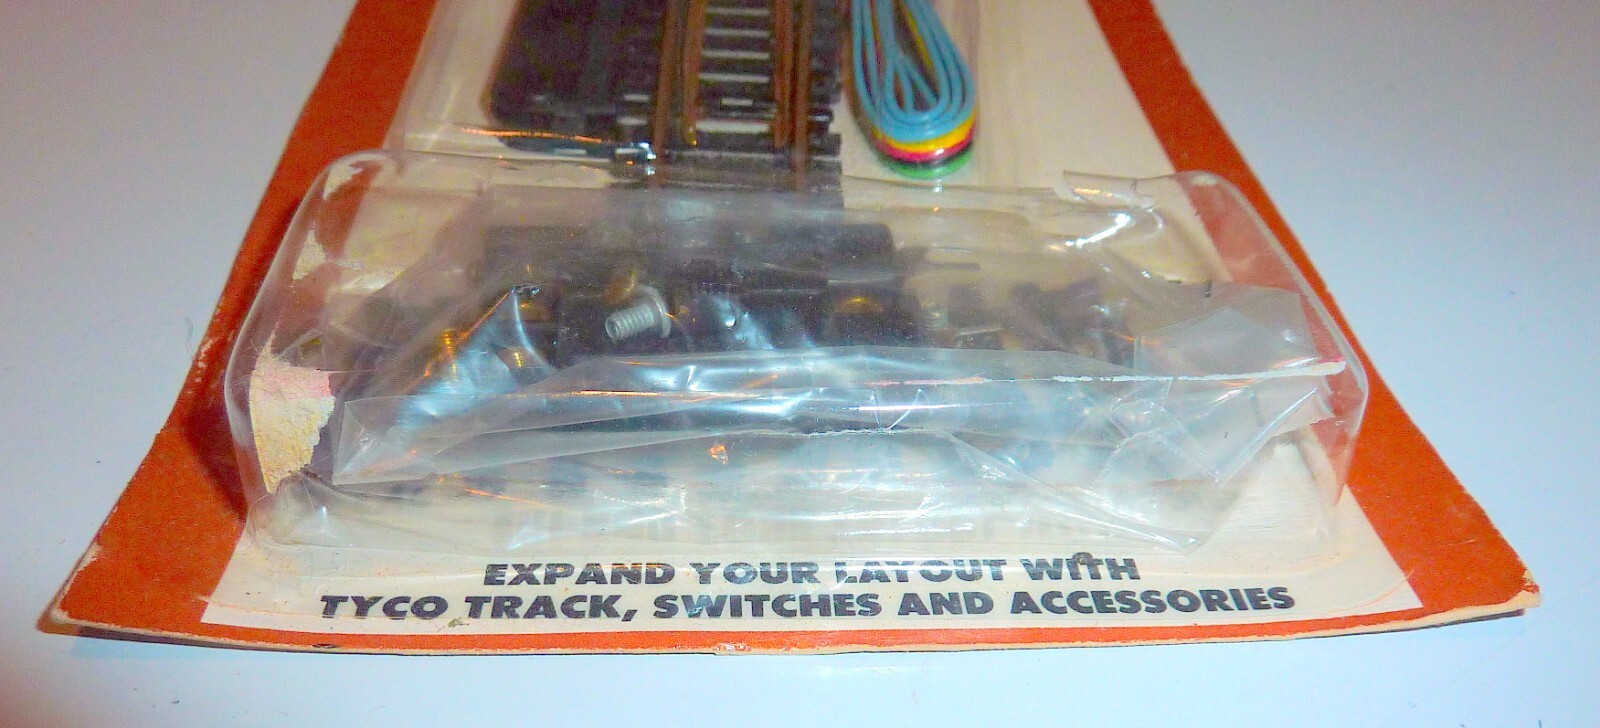 EXPAND YOUR LAYOUT WITH
TYCO TRACK, SWITCHES AND ACCESSORIES